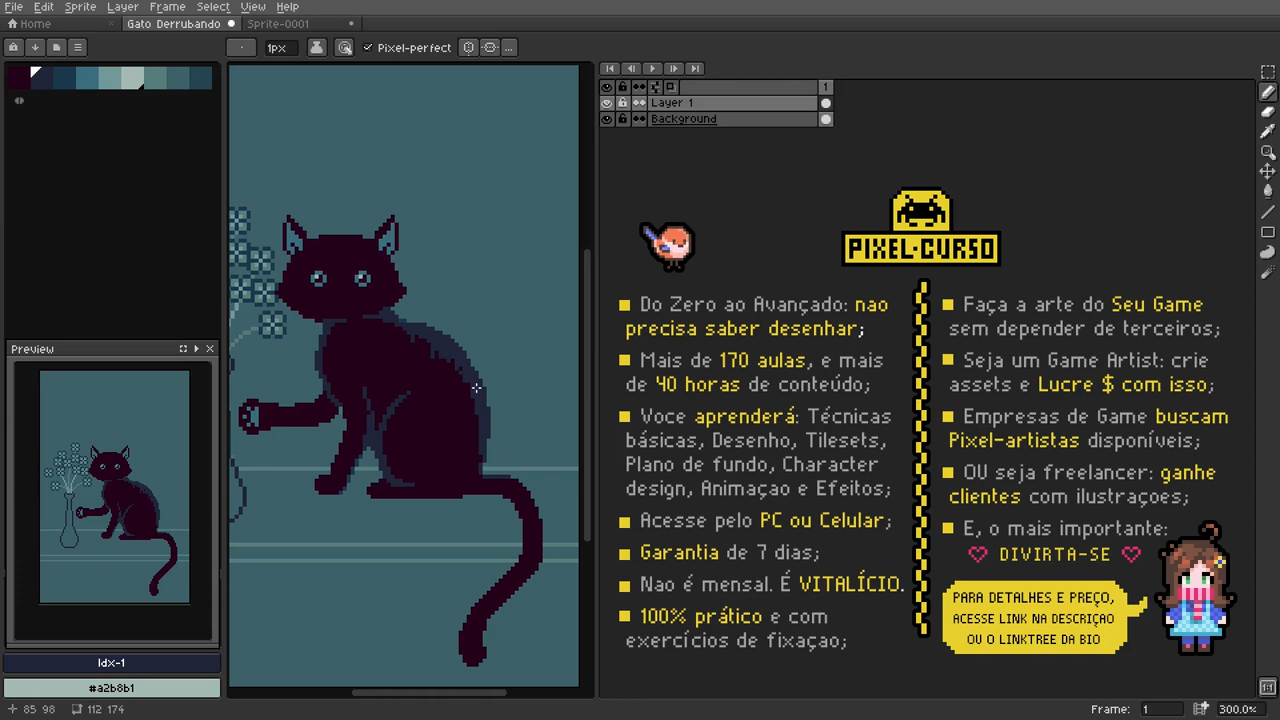 File Edit Sprite Layer Frame Select View Help
Home Gato Derrubando Sprite-0001
1px Pixel-perfect ...
1
Layer 1
Background
PIXEL·CURSO
Do Zero ao Avançado: nao
precisa saber desenhar;
Mais de 170 aulas, e mais
de 40 horas de conteúdo;
Voce aprenderá: Técnicas
básicas, Desenho, Tilesets,
Plano de fundo, Character
design, Animaçao e Efeitos;
Acesse pelo PC ou Celular;
Garantia de 7 dias;
Nao é mensal. É VITALÍCIO.
100% prático e com
exercícios de fixaçao;
Faça a arte do Seu Game
sem depender de terceiros;
Seja um Game Artist: crie
assets e Lucre $ com isso;
Empresas de Game buscam
Pixel-artistas disponíveis;
OU seja freelancer: ganhe
clientes com ilustraçoes;
E, o mais importante:
DIVIRTA-SE
PARA DETALHES E PREÇO,
ACESSE LINK NA DESCRIÇAO
OU O LINKTREE DA BIO
Preview
Idx-1
#a2b8b1
85 98 112 174
Frame: 1 300.0%
1:1